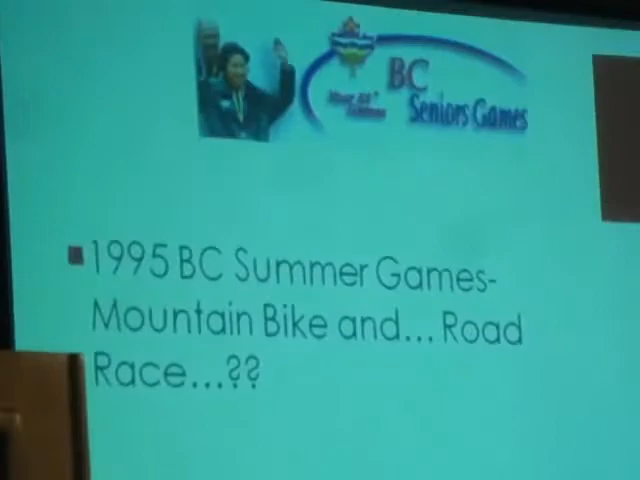 BC
Seniors Games
1995 BC Summer Games-
Mountain Bike and... Road
Race...??